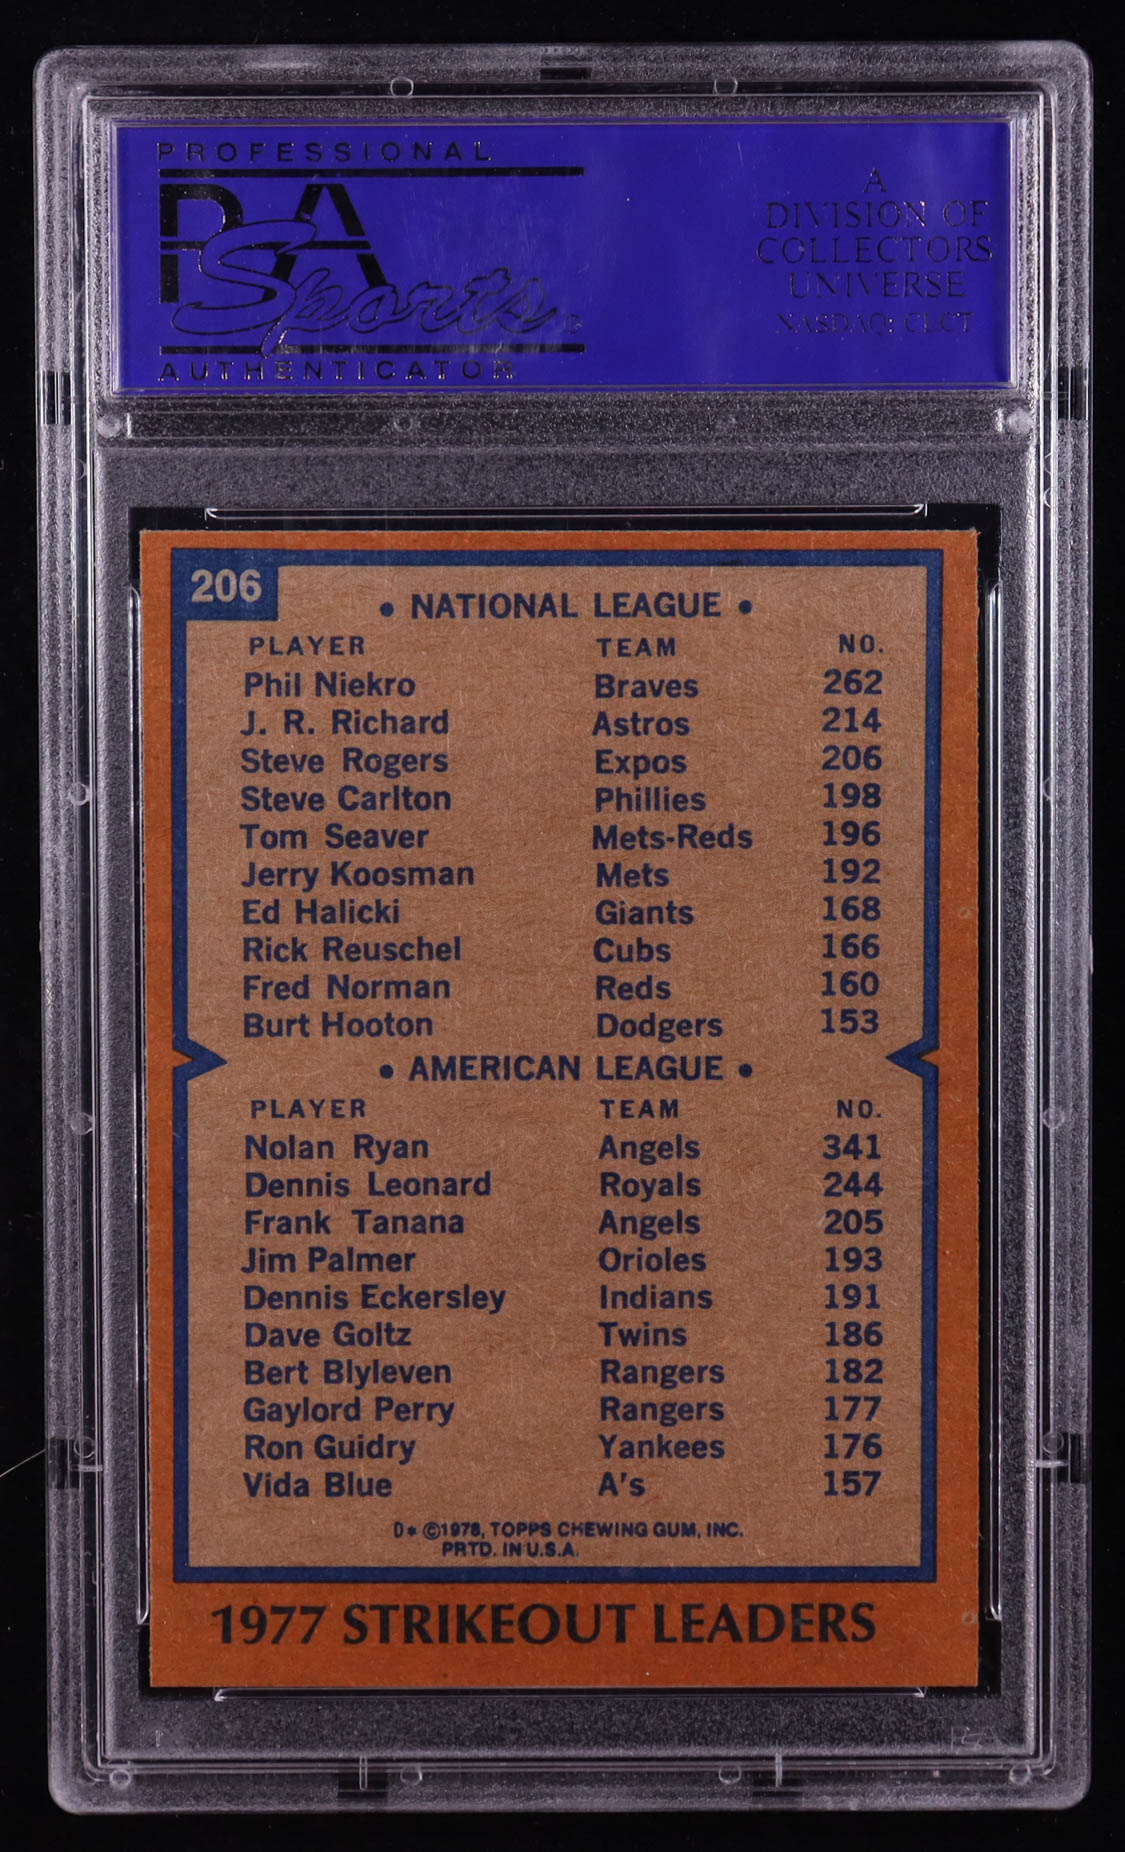 PROFESSIONAL
PSA
Sports
AUTHENTICATOR
A
DIVISION OF
COLLECTORS
UNIVERSE
NASDAQ: CLCT
206
• NATIONAL LEAGUE •
PLAYER TEAM NO.
Phil Niekro Braves 262
J. R. Richard Astros 214
Steve Rogers Expos 206
Steve Carlton Phillies 198
Tom Seaver Mets-Reds 196
Jerry Koosman Mets 192
Ed Halicki Giants 168
Rick Reuschel Cubs 166
Fred Norman Reds 160
Burt Hooton Dodgers 153
• AMERICAN LEAGUE •
PLAYER TEAM NO.
Nolan Ryan Angels 341
Dennis Leonard Royals 244
Frank Tanana Angels 205
Jim Palmer Orioles 193
Dennis Eckersley Indians 191
Dave Goltz Twins 186
Bert Blyleven Rangers 182
Gaylord Perry Rangers 177
Ron Guidry Yankees 176
Vida Blue A's 157
D* ©1978, TOPPS CHEWING GUM, INC.
PRTD. IN U.S.A.
1977 STRIKEOUT LEADERS